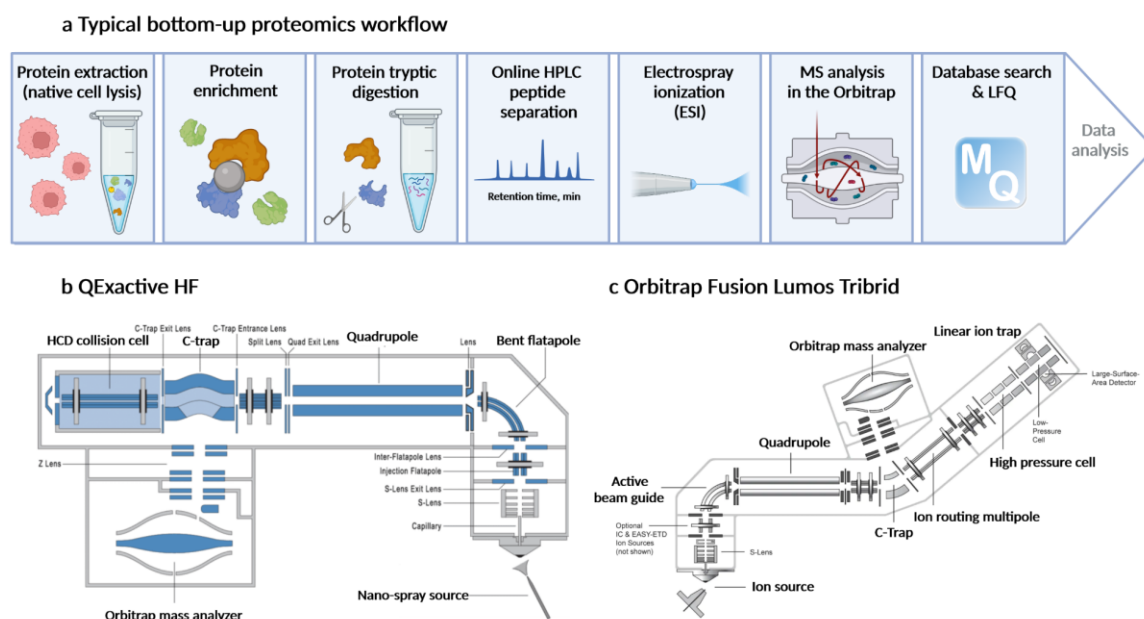 a Typical bottom-up proteomics workflow
Protein extraction
(native cell lysis)
Protein
enrichment
Protein tryptic
digestion
Online HPLC
peptide
separation
Retention time, min
Electrospray
ionization
(ESI)
MS analysis
in the Orbitrap
Database search
& LFQ
M
Q
Data
analysis
b QExactive HF
C-Trap Exit Lens
C-Trap Entrance Lens
HCD collision cell
C-trap
Split Lens
Quad Exit Lens
Quadrupole
Lens
Bent flatapole
Z Lens
Inter-Flatapole Lens
Injection Flatapole
S-Lens Exit Lens
S-Lens
Capillary
Nano-spray source
Orbitrap mass analyzer
c Orbitrap Fusion Lumos Tribrid
Linear ion trap
Orbitrap mass analyzer
Large-Surface-
Area Detector
Low-
Pressure
Cell
High pressure cell
Quadrupole
Active
beam guide
Ion routing multipole
C-Trap
Optional
IC & EASY-ETD
Ion Sources
(not shown)
S-Lens
Ion source